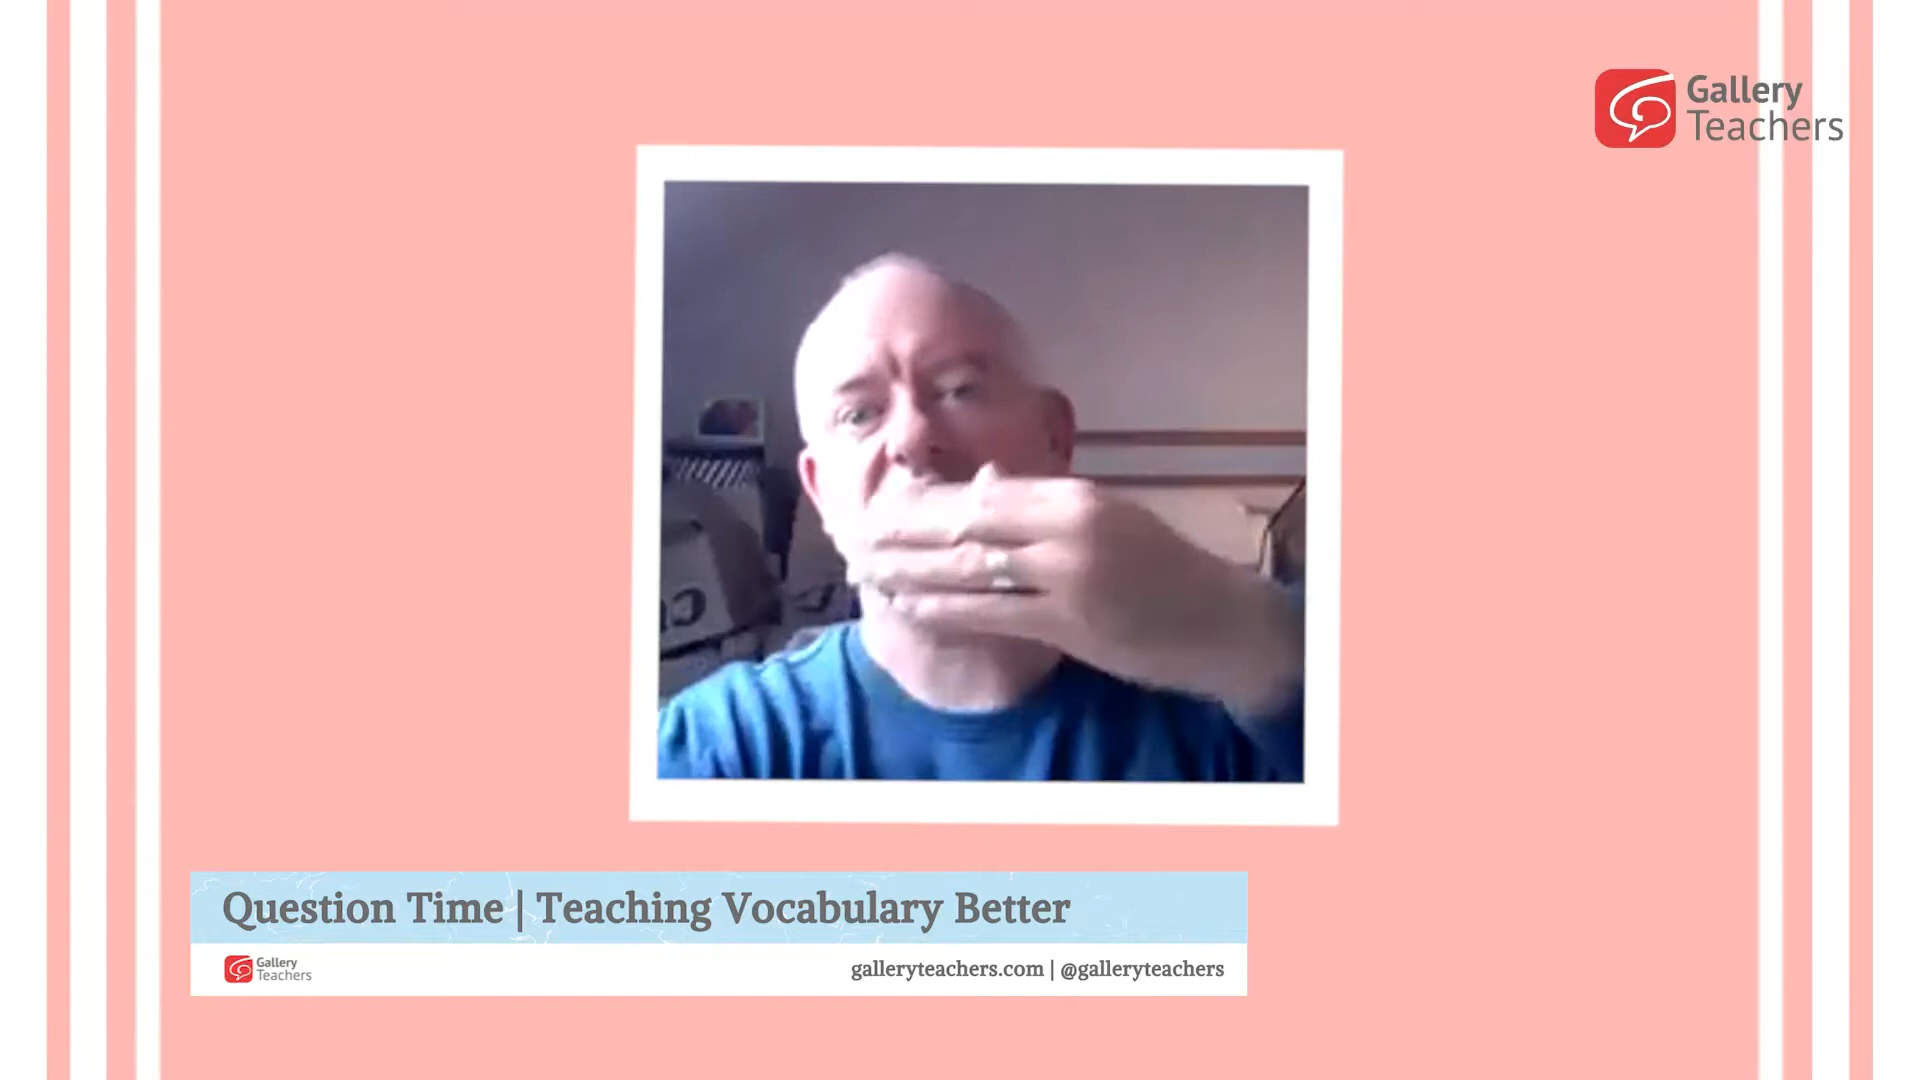 Gallery
Teachers
Question Time | Teaching Vocabulary Better
Gallery
Teachers
galleryteachers.com | @galleryteachers